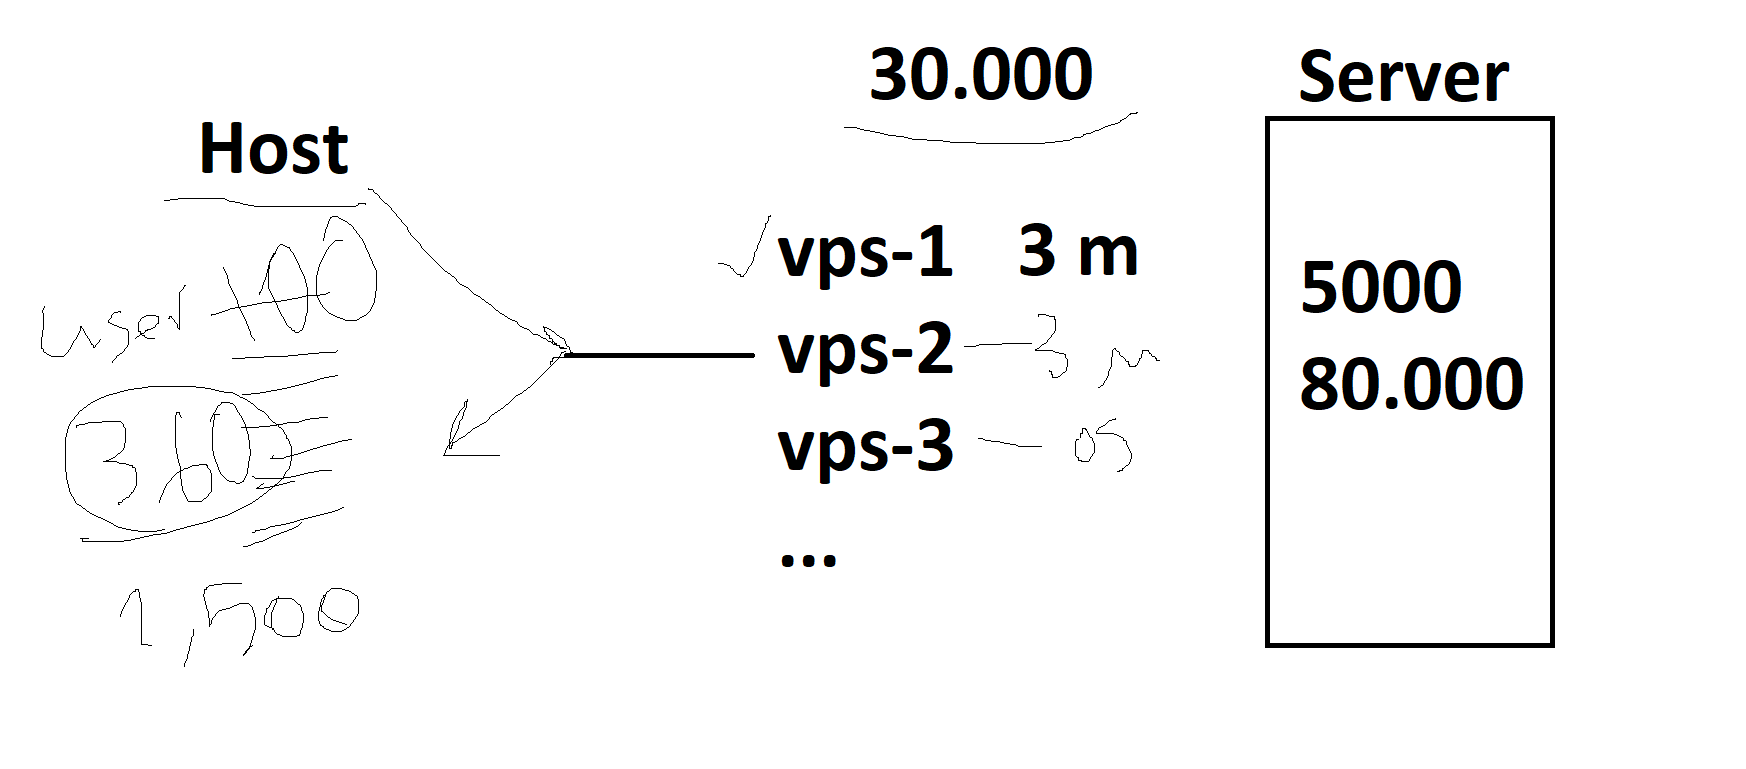 30.000
Server
Host
vps-1 3 m
user 100
5000
vps-2 3 m
80.000
vps-3
360
...
1,500